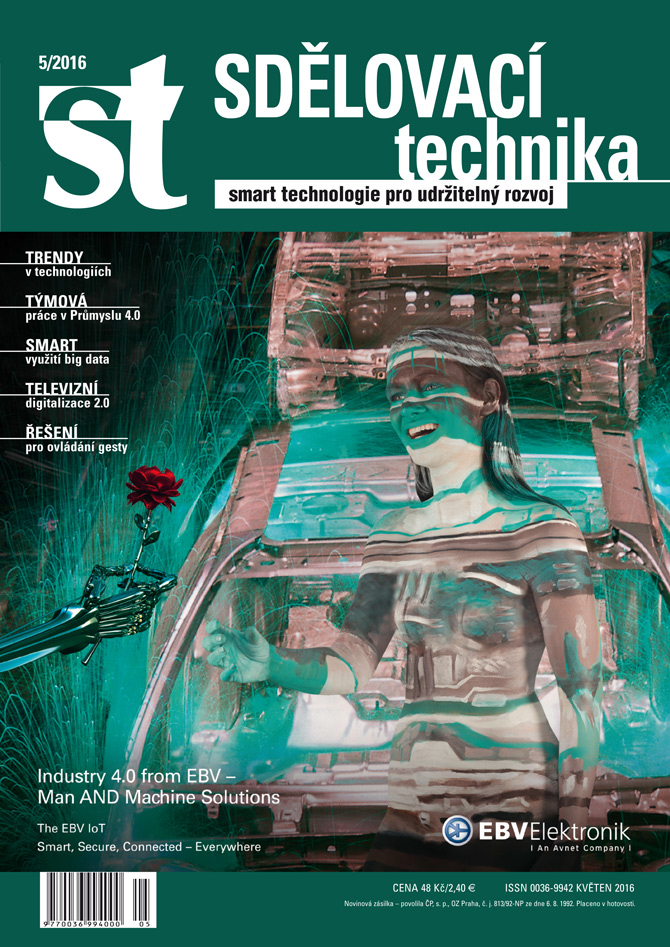 5/2016
st
SDĚLOVACÍ
technika
smart technologie pro udržitelný rozvoj
TRENDY
v technologiích
TÝMOVÁ
práce v Průmyslu 4.0
SMART
využití big data
TELEVIZNÍ
digitalizace 2.0
ŘEŠENÍ
pro ovládání gesty
Industry 4.0 from EBV –
Man AND Machine Solutions
The EBV IoT
Smart, Secure, Connected – Everywhere
EBVElektronik
I An Avnet Company I
CENA 48 Kč/2,40 € ISSN 0036-9942 KVĚTEN 2016
Novinová zásilka – povolila ČP, s. p., OZ Praha, č. j. 813/92-NP ze dne 6. 8. 1992. Placeno v hotovosti.
9 770036 994000 05